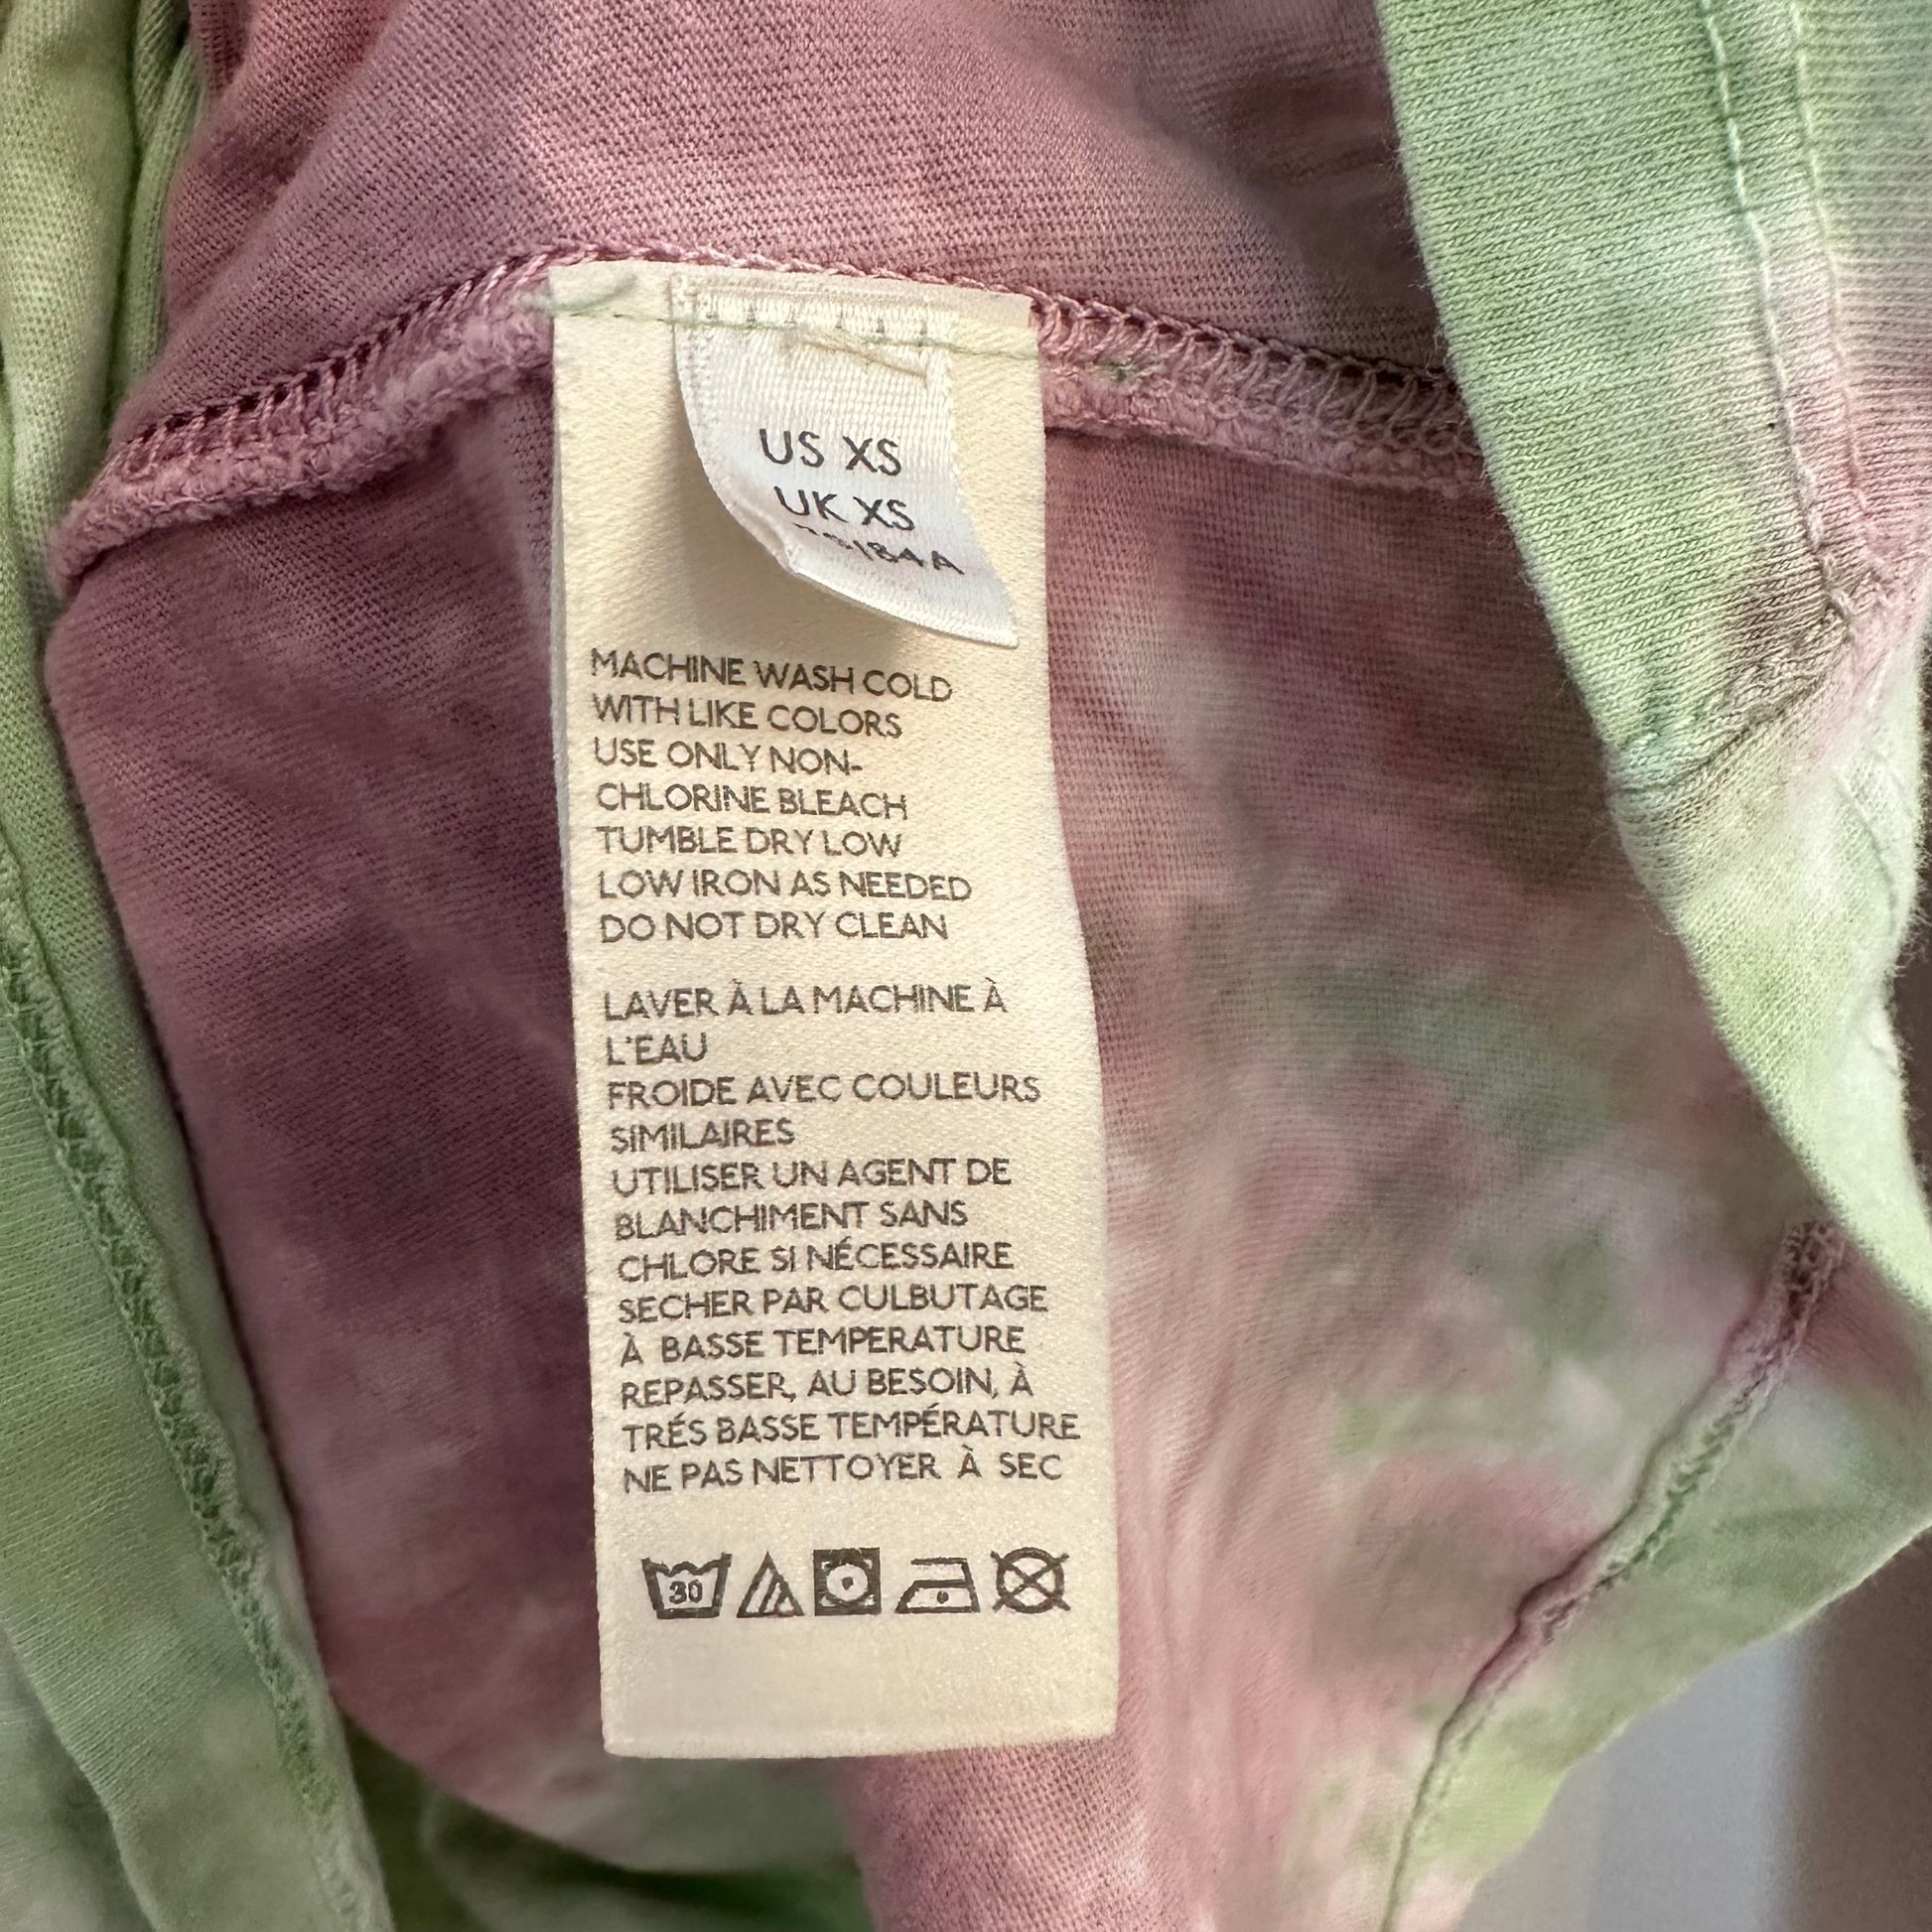 US XS
UK XS
MACHINE WASH COLD
WITH LIKE COLORS
USE ONLY NON-
CHLORINE BLEACH
TUMBLE DRY LOW
LOW IRON AS NEEDED
DO NOT DRY CLEAN
LAVER À LA MACHINE À
L'EAU
FROIDE AVEC COULEURS
SIMILAIRES
UTILISER UN AGENT DE
BLANCHIMENT SANS
CHLORE SI NÉCESSAIRE
SECHER PAR CULBUTAGE
À BASSE TEMPERATURE
REPASSER, AU BESOIN, À
TRÉS BASSE TEMPÉRATURE
NE PAS NETTOYER À SEC
30